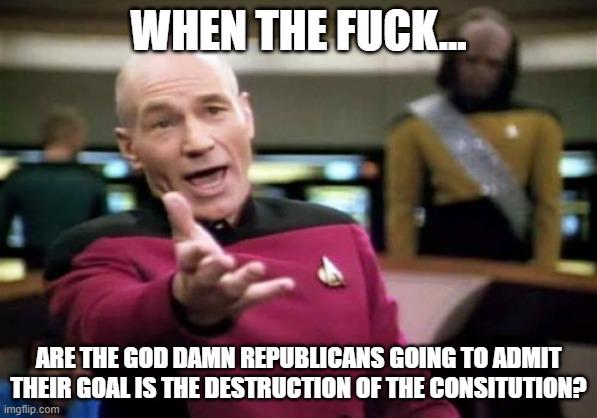 WHEN THE FUCK...
ARE THE GOD DAMN REPUBLICANS GOING TO ADMIT
THEIR GOAL IS THE DESTRUCTION OF THE CONSITUTION?
imgflip.com